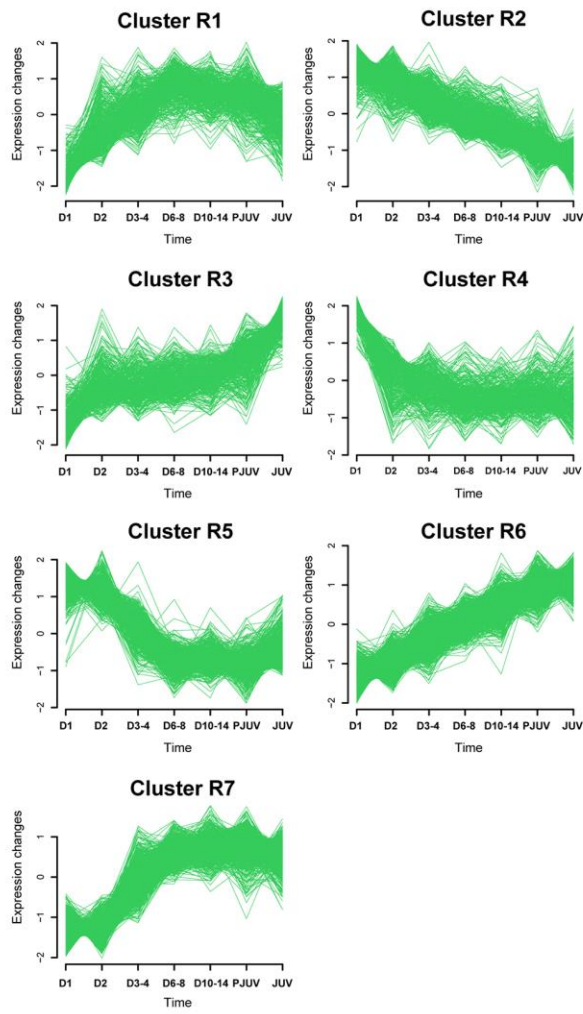 Cluster R1
Expression changes
2
1
0
−1
−2
D1 D2 D3-4 D6-8 D10-14 PJUV JUV
Time
Cluster R2
Expression changes
2
1
0
−1
−2
D1 D2 D3-4 D6-8 D10-14 PJUV JUV
Time
Cluster R3
Expression changes
2
1
0
−1
−2
D1 D2 D3-4 D6-8 D10-14 PJUV JUV
Time
Cluster R4
Expression changes
2
1
0
−1
−2
D1 D2 D3-4 D6-8 D10-14 PJUV JUV
Time
Cluster R5
Expression changes
2
1
0
−1
−2
D1 D2 D3-4 D6-8 D10-14 PJUV JUV
Time
Cluster R6
Expression changes
2
1
0
−1
−2
D1 D2 D3-4 D6-8 D10-14 PJUV JUV
Time
Cluster R7
Expression changes
1
0
−1
−2
D1 D2 D3-4 D6-8 D10-14 PJUV JUV
Time